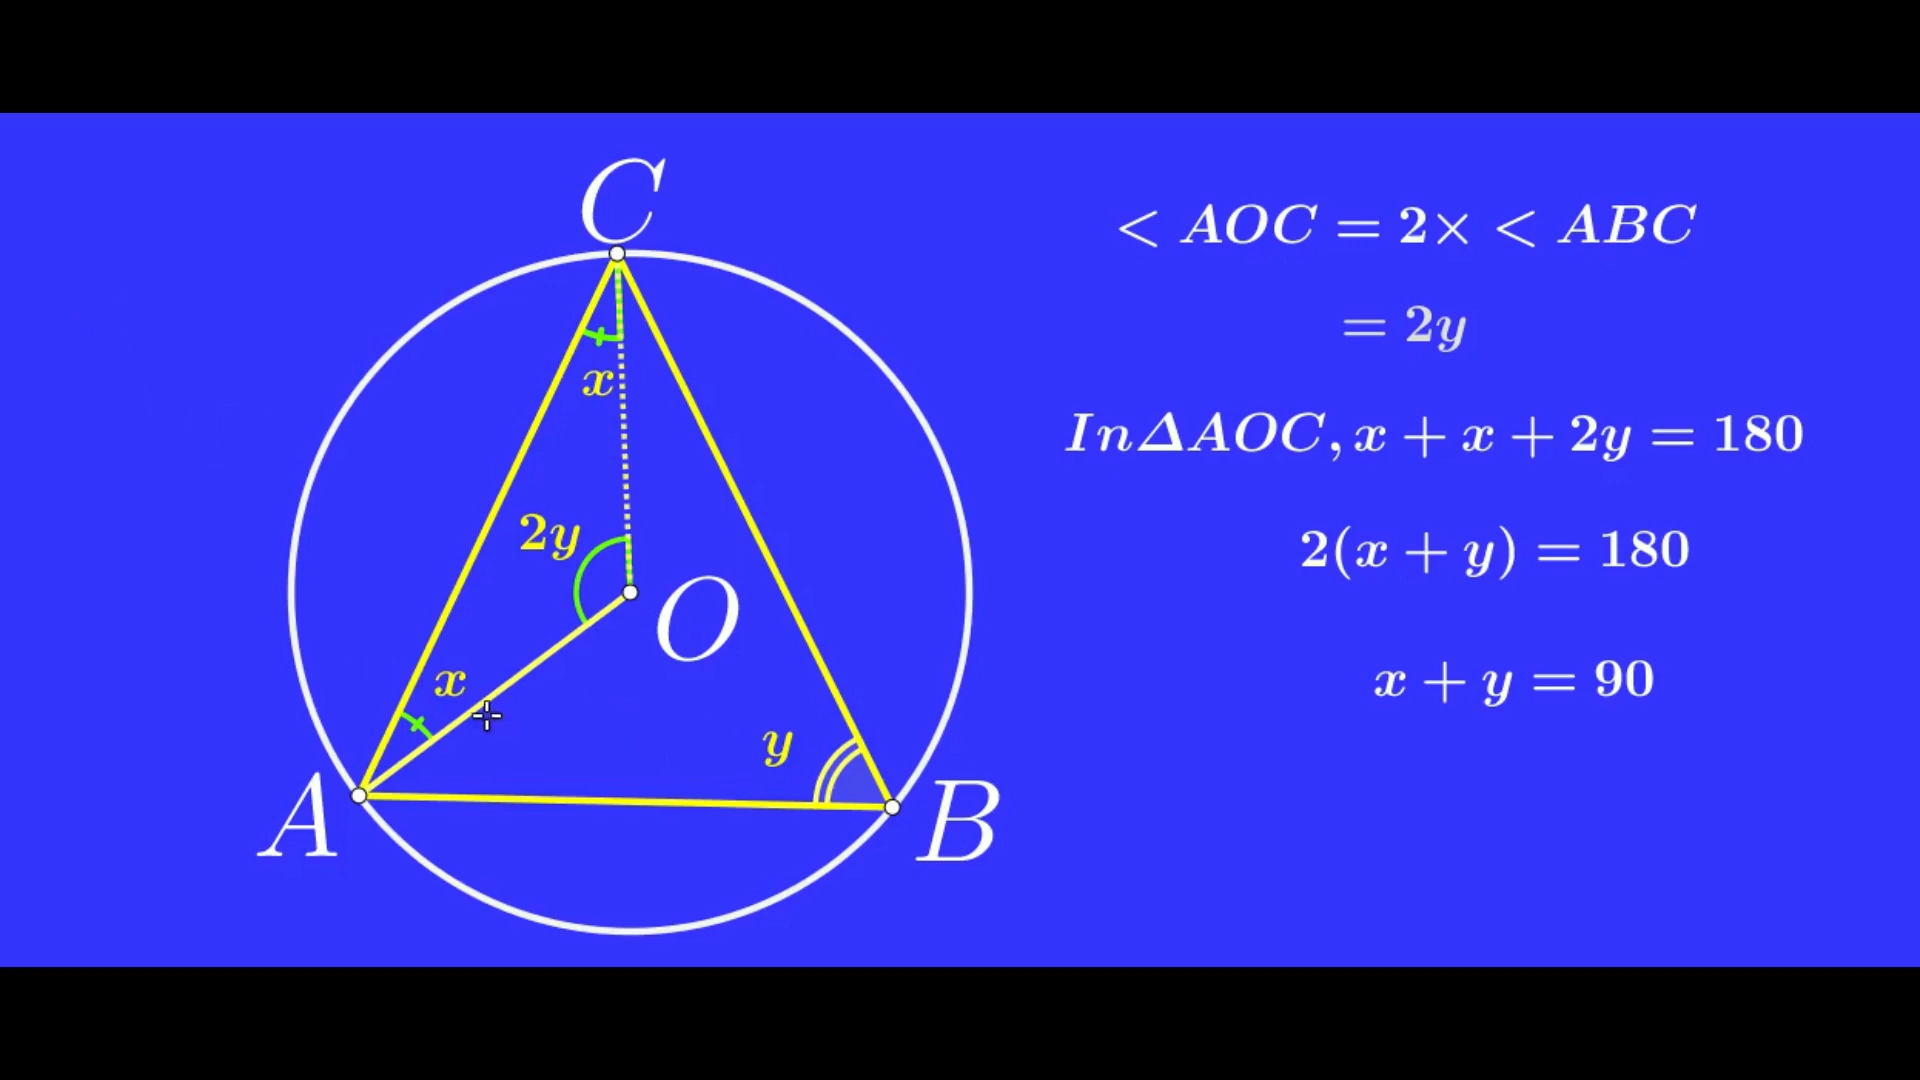 C
< AOC = 2× < ABC
= 2y
x
InΔAOC, x + x + 2y = 180
2y
2(x + y) = 180
O
x
x + y = 90
y
A
B